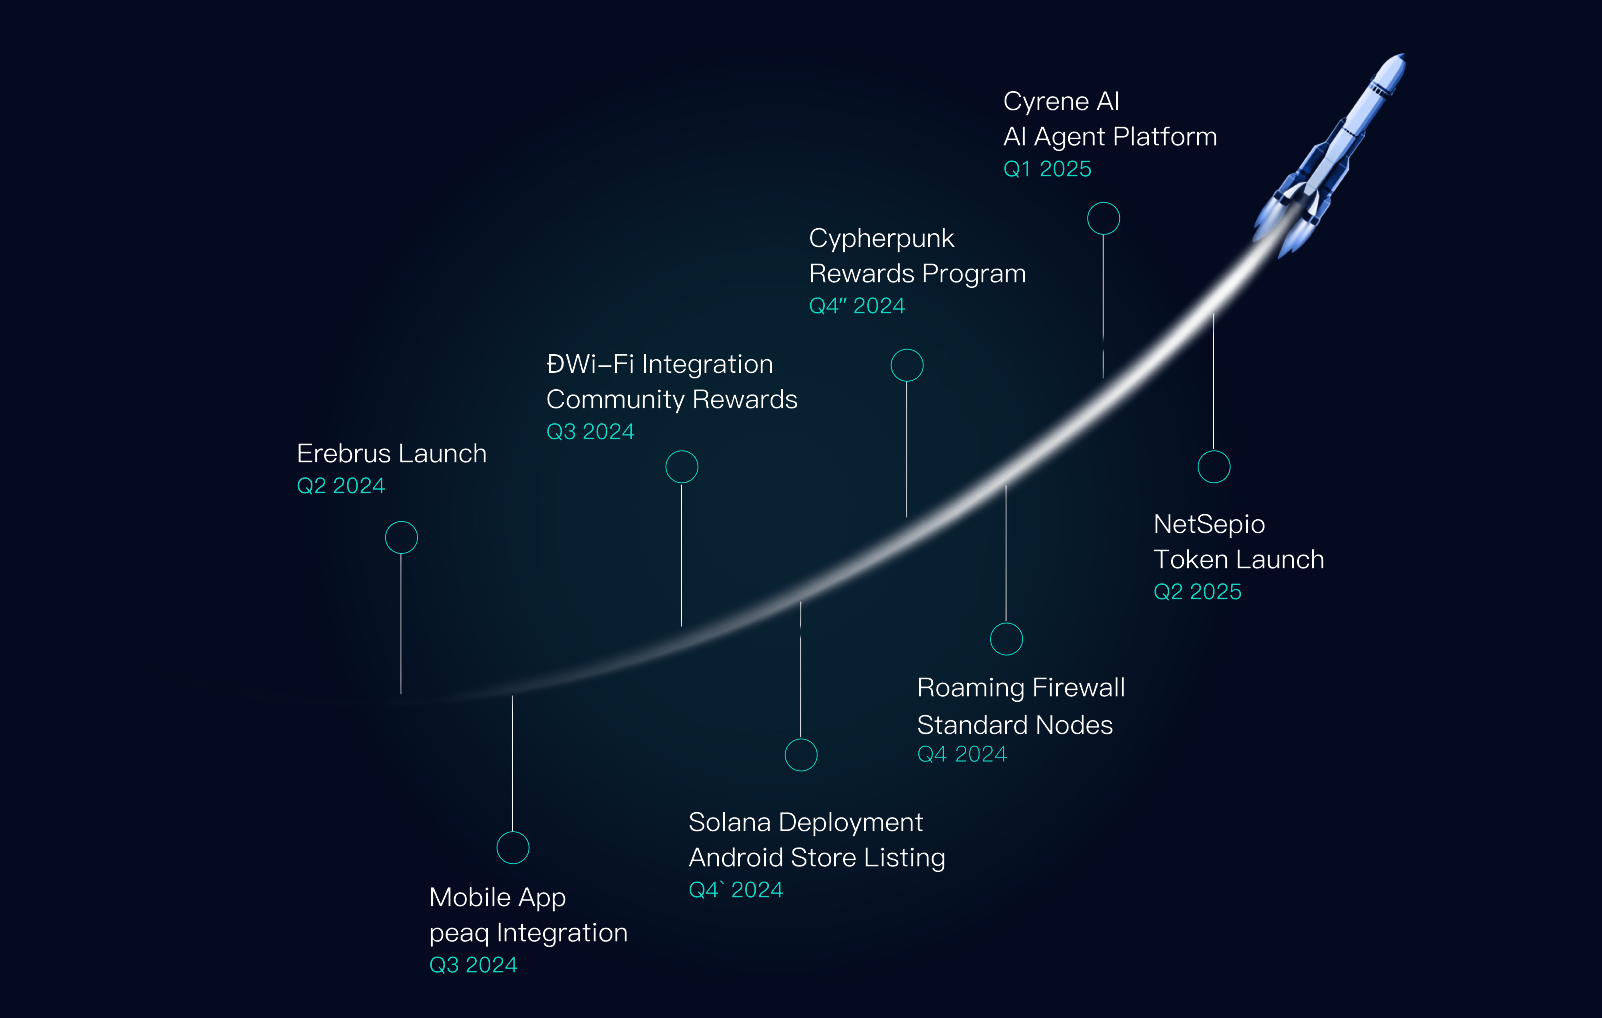 Cyrene AI
AI Agent Platform
Q1 2025
Cypherpunk
Rewards Program
Q4″ 2024
ÐWi–Fi Integration
Community Rewards
Q3 2024
Erebrus Launch
Q2 2024
NetSepio
Token Launch
Q2 2025
Roaming Firewall
Standard Nodes
Q4 2024
Solana Deployment
Android Store Listing
Q4` 2024
Mobile App
peaq Integration
Q3 2024